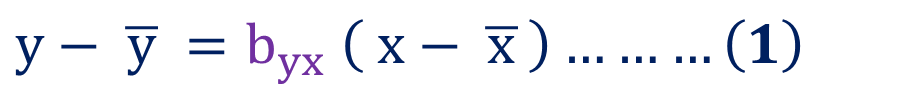 y − y̅ = b_yx ( x − x̅ ) … … … (1)